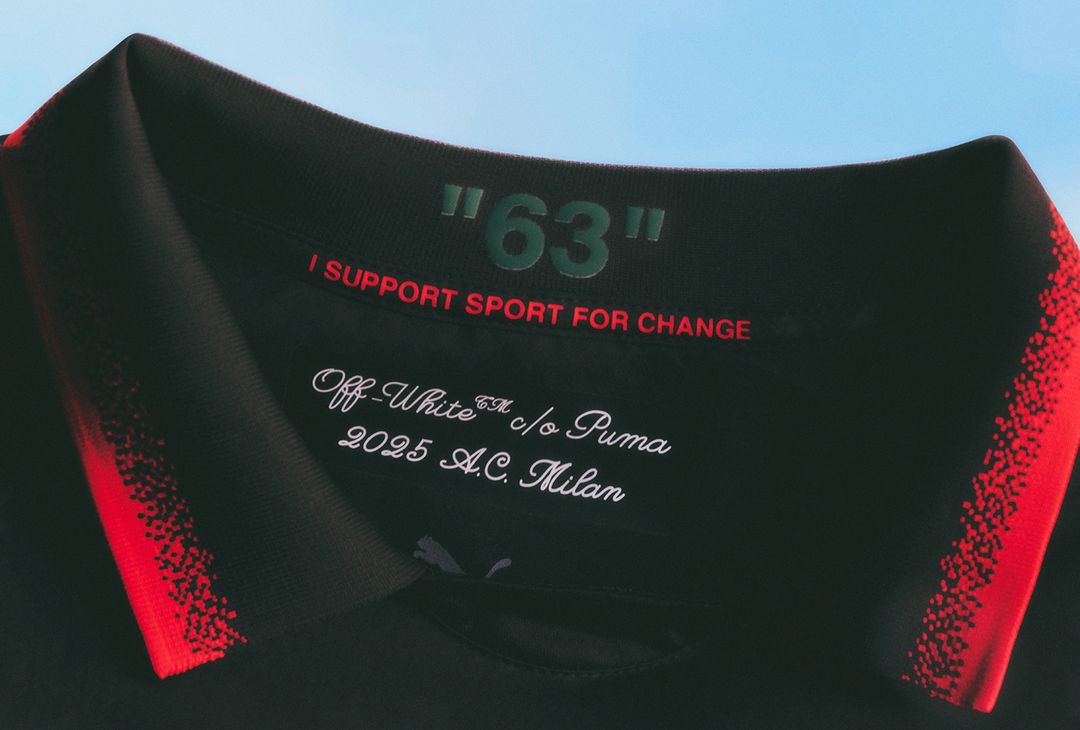 "63"
I SUPPORT SPORT FOR CHANGE
Off-White™ c/o Puma
2025 A.C. Milan